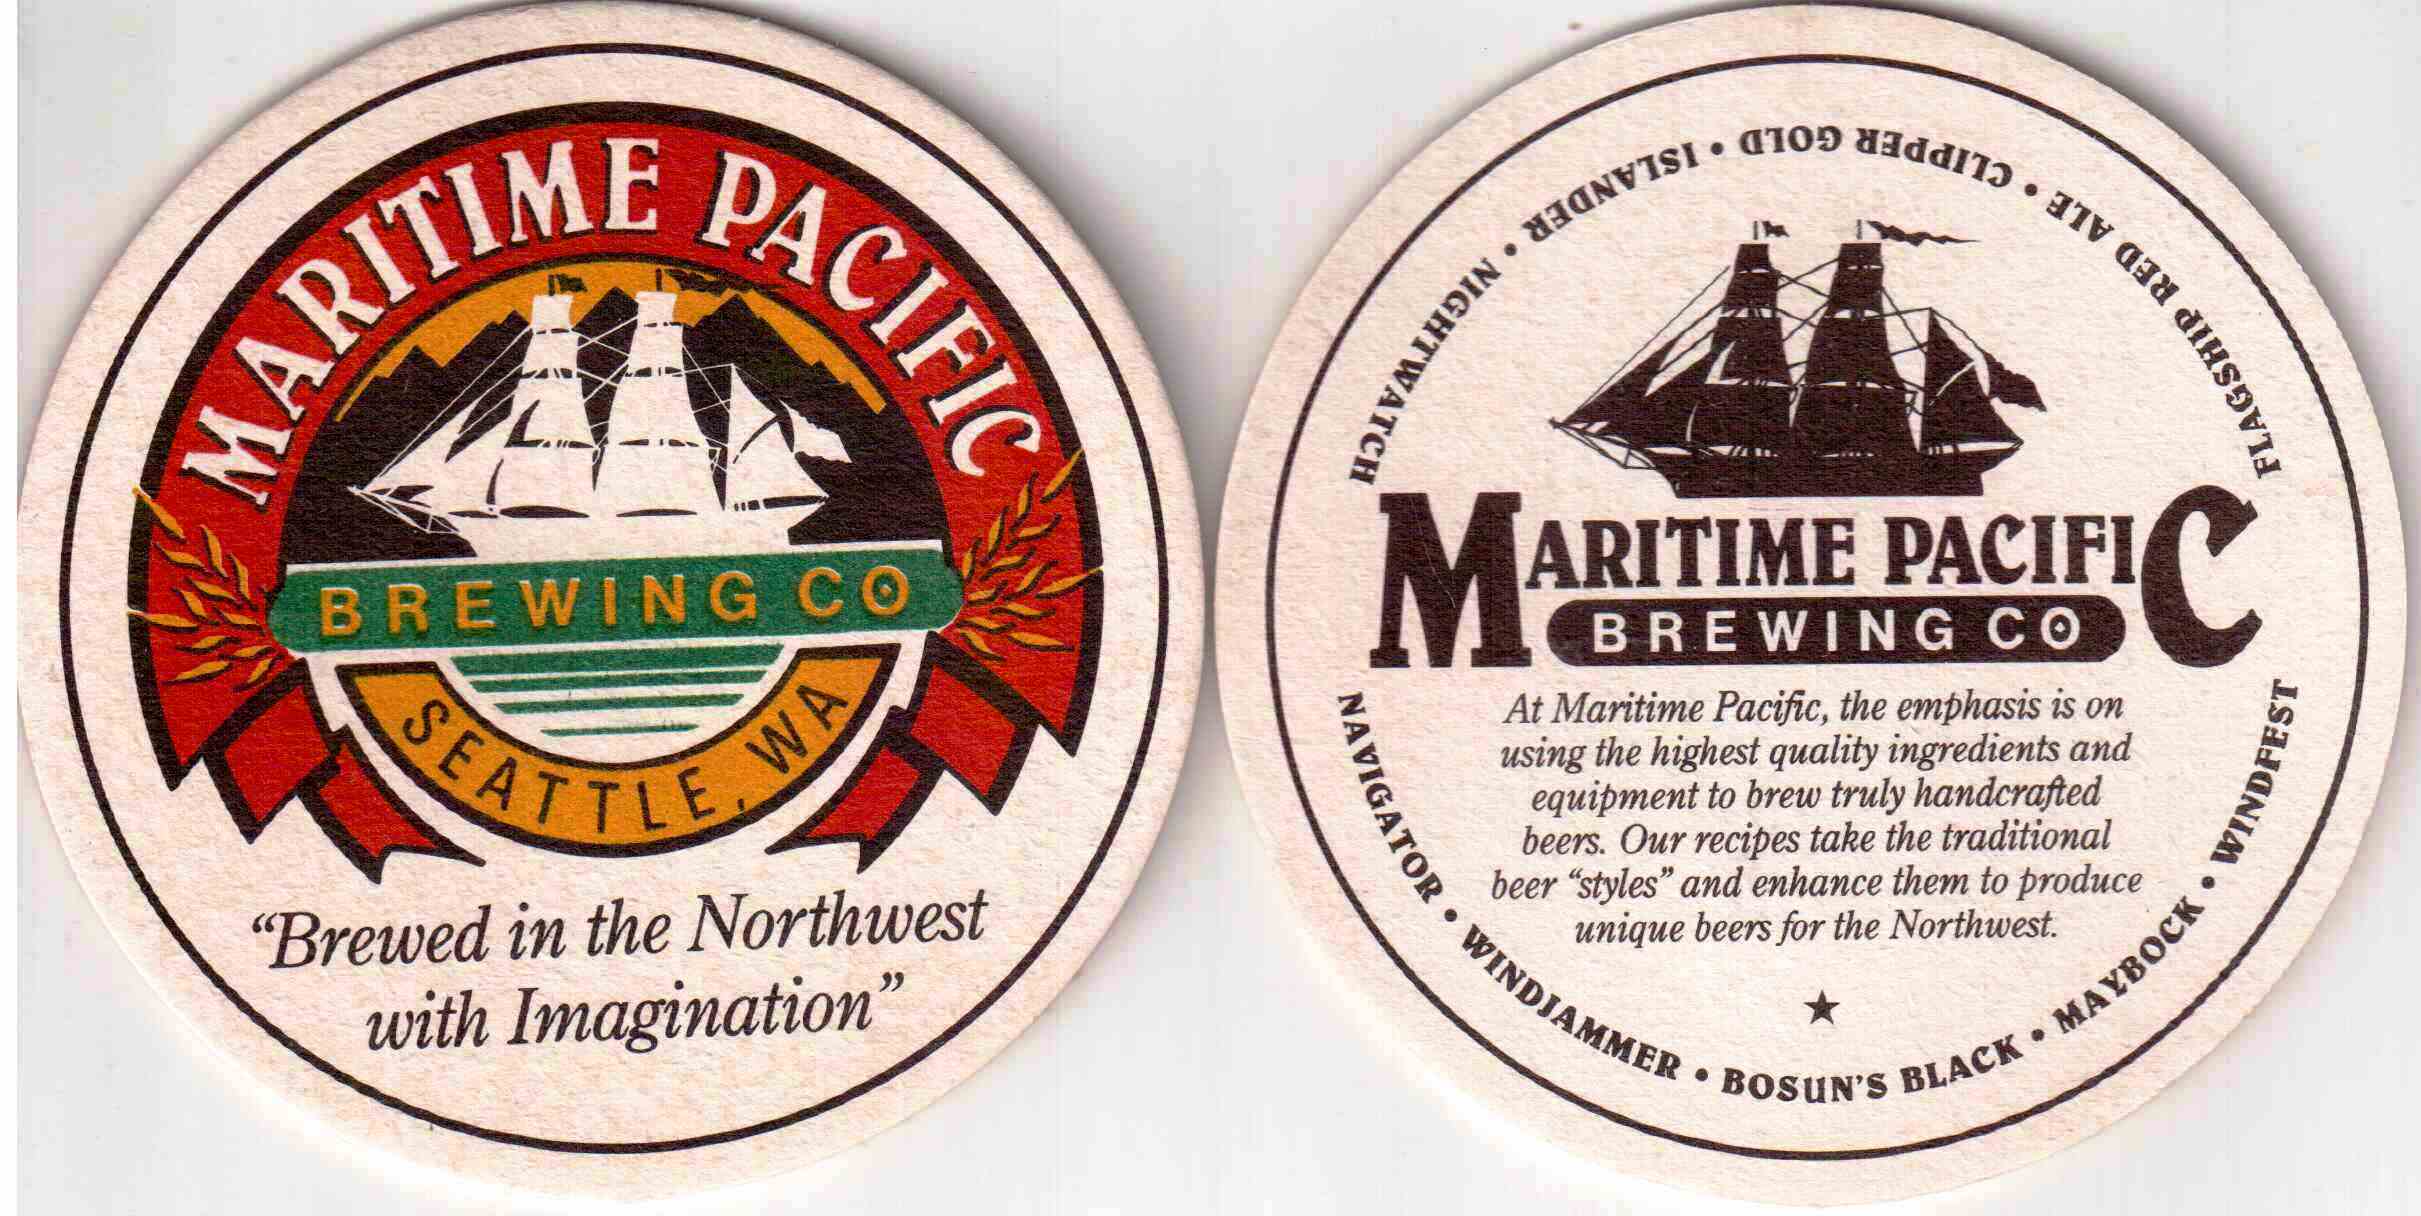 MARITIME PACIFIC
BREWING CO
SEATTLE, WA
“Brewed in the Northwest
with Imagination”
FLAGSHIP RED ALE • CLIPPER GOLD • ISLANDER • NIGHTWATCH
MARITIME PACIFIC
BREWING CO
At Maritime Pacific, the emphasis is on
using the highest quality ingredients and
equipment to brew truly handcrafted
beers. Our recipes take the traditional
beer “styles” and enhance them to produce
unique beers for the Northwest.
NAVIGATOR • WINDJAMMER • BOSUN'S BLACK • MAYBOCK • WINDFEST